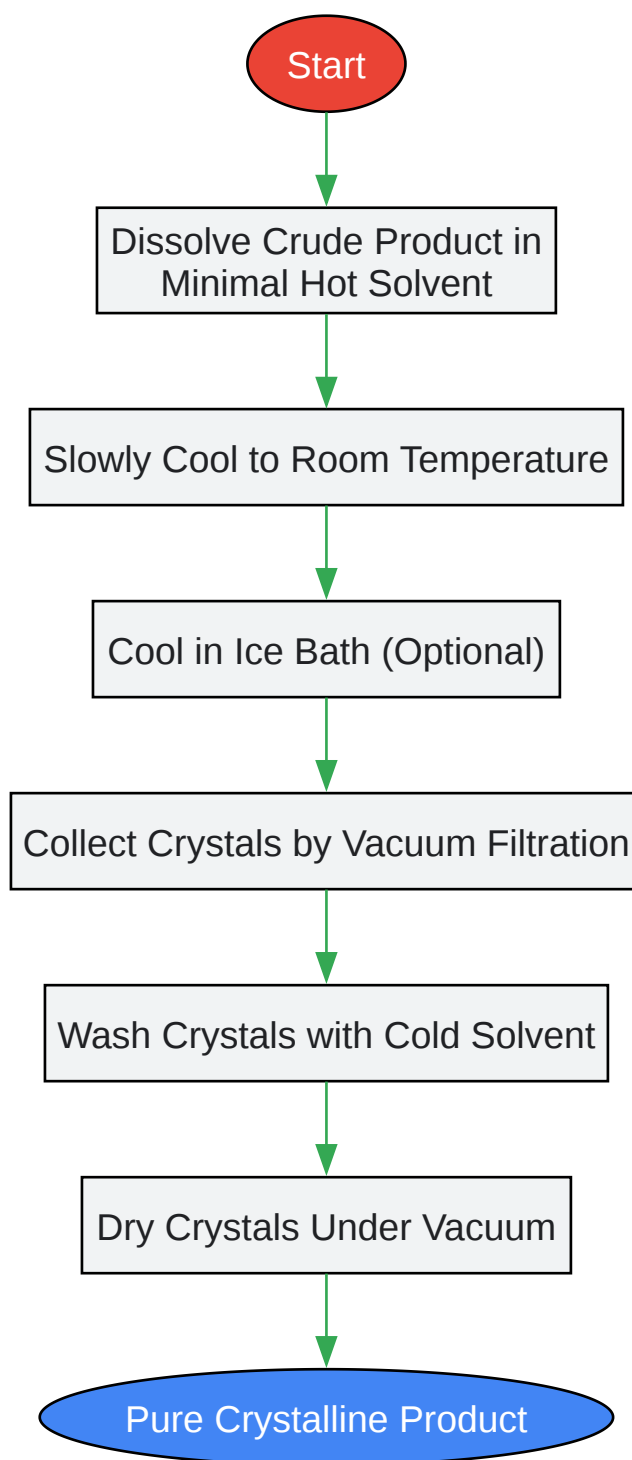 Start
Dissolve Crude Product in
Minimal Hot Solvent
Slowly Cool to Room Temperature
Cool in Ice Bath (Optional)
Collect Crystals by Vacuum Filtration
Wash Crystals with Cold Solvent
Dry Crystals Under Vacuum
Pure Crystalline Product